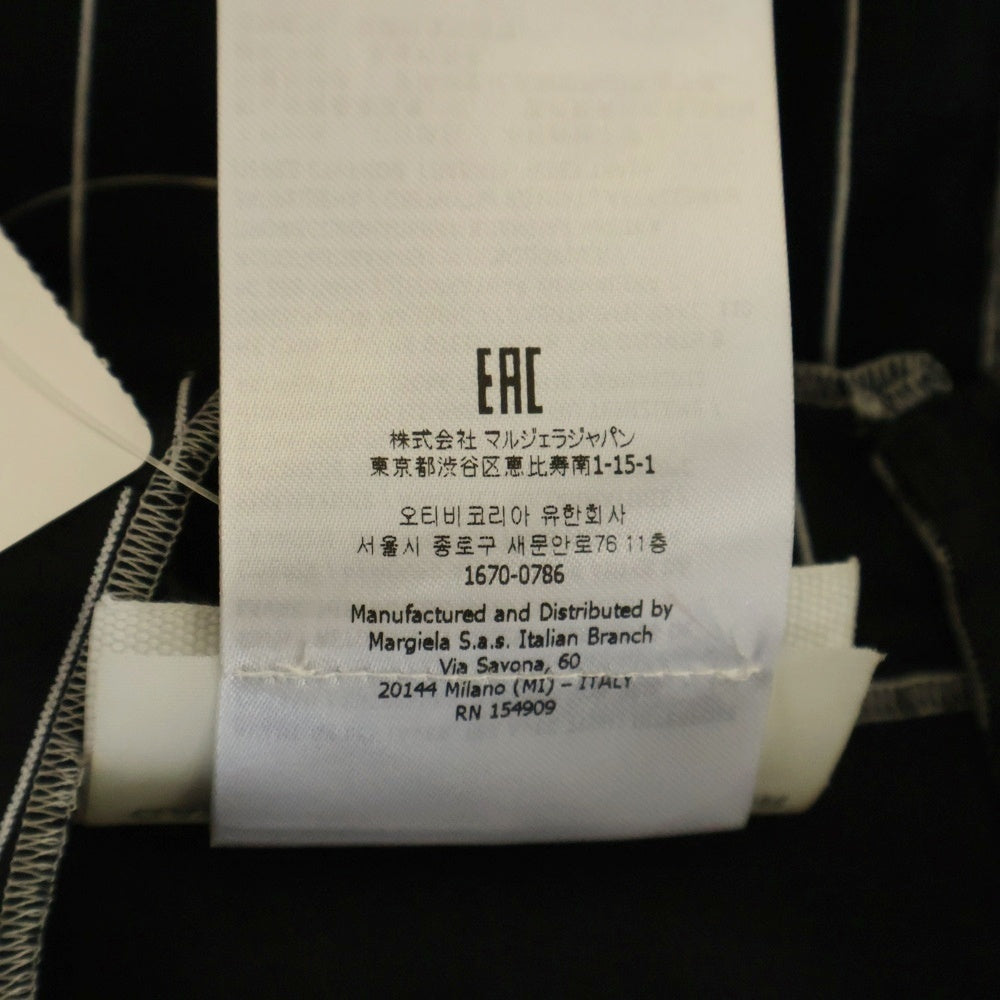 EAC
株式会社 マルジェラジャパン
東京都渋谷区恵比寿南1-15-1
오티비코리아 유한회사
서울시 종로구 새문안로76 11층
1670-0786
Manufactured and Distributed by
Margiela S.a.s. Italian Branch
Via Savona, 60
20144 Milano (MI) – ITALY
RN 154909